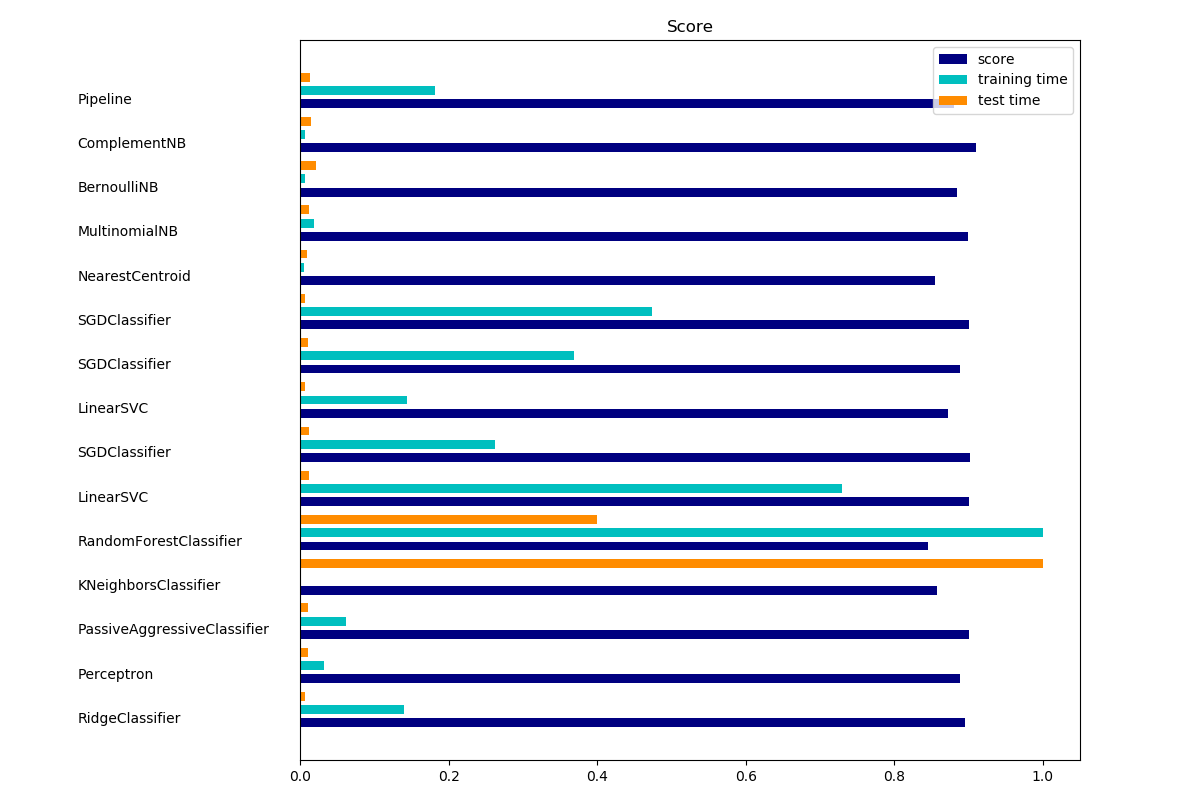 Score
score
training time
test time
Pipeline
ComplementNB
BernoulliNB
MultinomialNB
NearestCentroid
SGDClassifier
SGDClassifier
LinearSVC
SGDClassifier
LinearSVC
RandomForestClassifier
KNeighborsClassifier
PassiveAggressiveClassifier
Perceptron
RidgeClassifier
0.0 0.2 0.4 0.6 0.8 1.0